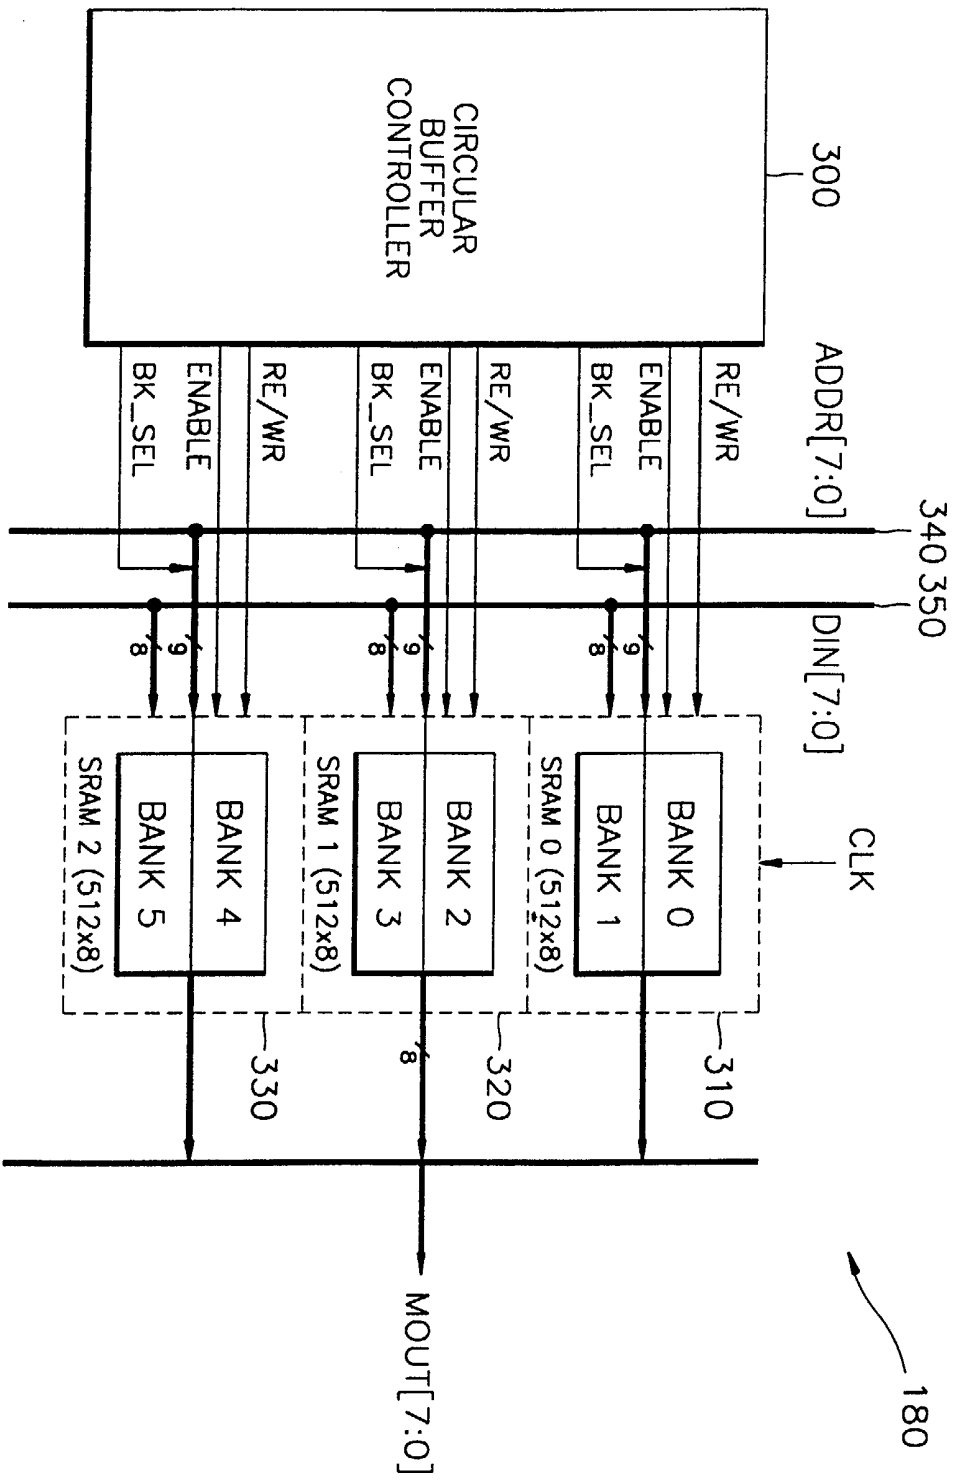 180
340
350
ADDR[7:0]
DIN[7:0]
CLK
300
CIRCULAR
BUFFER
CONTROLLER
RE/WR
ENABLE
BK_SEL
9
8
BANK 0
BANK 1
SRAM 0 (512x8)
310
RE/WR
ENABLE
BK_SEL
9
8
BANK 2
BANK 3
SRAM 1 (512x8)
320
8
MOUT[7:0]
RE/WR
ENABLE
BK_SEL
9
8
BANK 4
BANK 5
SRAM 2 (512x8)
330